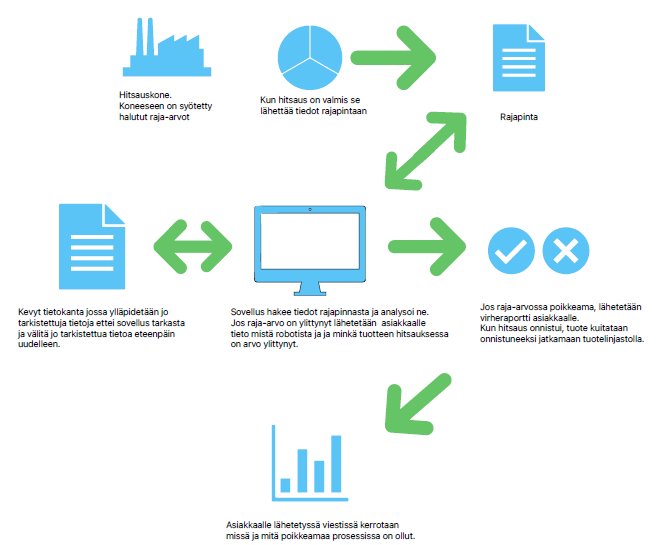 Hitsauskone.
Koneeseen on syötetty
halutut raja-arvot
Kun hitsaus on valmis se
lähettää tiedot rajapintaan
Rajapinta
Kevyt tietokanta jossa ylläpidetään jo
tarkistettuja tietoja ettei sovellus tarkasta
ja välitä jo tarkistettua tietoa eteenpäin
uudelleen.
Sovellus hakee tiedot rajapinnasta ja analysoi ne.
Jos raja-arvo on ylittynyt lähetetään asiakkaalle
tieto mistä robotista ja ja minkä tuotteen hitsauksessa
on arvo ylittynyt.
Jos raja-arvossa poikkeama, lähetetään
virheraportti asiakkaalle.
Kun hitsaus onnistui, tuote kuitataan
onnistuneeksi jatkamaan tuotelinjastolla.
Asiakkaalle lähetetyssä viestissä kerrotaan
missä ja mitä poikkeamaa prosessissa on ollut.